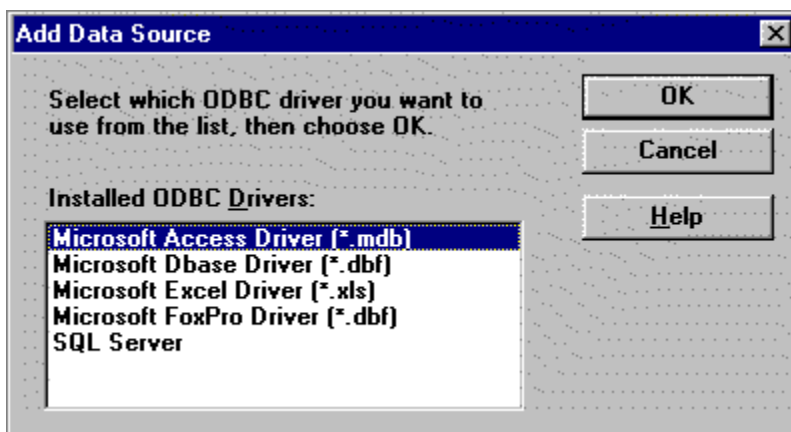 Add Data Source
Select which ODBC driver you want to
use from the list, then choose OK.
Installed ODBC Drivers:
Microsoft Access Driver (*.mdb)
Microsoft Dbase Driver (*.dbf)
Microsoft Excel Driver (*.xls)
Microsoft FoxPro Driver (*.dbf)
SQL Server
OK
Cancel
Help